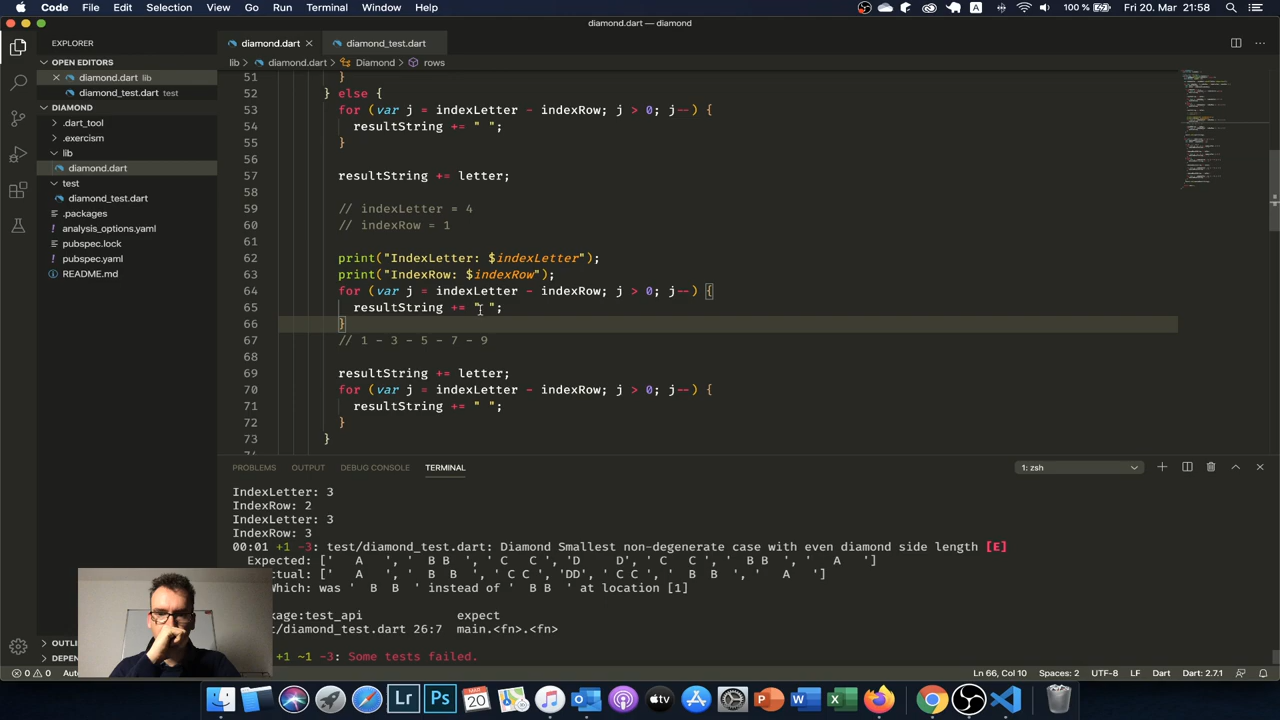 Code File Edit Selection View Go Run Terminal Window Help 100 % Fr 20. Mar 21:58
diamond.dart — diamond
EXPLORER
diamond.dart diamond_test.dart
OPEN EDITORS
lib diamond.dart Diamond rows
diamond.dart lib
diamond_test.dart test
DIAMOND
.dart_tool
.exercism
lib
diamond.dart
test
diamond_test.dart
.packages
analysis_options.yaml
pubspec.lock
pubspec.yaml
README.md
51 }
52 } else {
53 for (var j = indexLetter - indexRow; j > 0; j--) {
54 resultString += " ";
55 }
56
57 resultString += letter;
58
59 // indexLetter = 4
60 // indexRow = 1
61
62 print("IndexLetter: $indexLetter");
63 print("IndexRow: $indexRow");
64 for (var j = indexLetter - indexRow; j > 0; j--) {
65 resultString += " ";
66 }
67 // 1 - 3 - 5 - 7 - 9
68
69 resultString += letter;
70 for (var j = indexLetter - indexRow; j > 0; j--) {
71 resultString += " ";
72 }
73 }
PROBLEMS OUTPUT DEBUG CONSOLE TERMINAL 1: zsh
IndexLetter: 3
IndexRow: 2
IndexLetter: 3
IndexRow: 3
00:01 +1 -3: test/diamond_test.dart: Diamond Smallest non-degenerate case with even diamond side length [E]
Expected: ['   A   ', '  B B  ', ' C   C ', 'D     D', ' C   C ', '  B B  ', '   A   ']
['   A   ', '  B  B  ', ' C C ', 'DD', ' C C ', '  B  B  ', '   A   ']
Which: was '  B  B  ' instead of '  B B  ' at location [1]
test_api expect
diamond_test.dart 26:7 main.<fn>.<fn>
+1 ~1 -3: Some tests failed.
0 0 Ln 66, Col 10 Spaces: 2 UTF-8 LF Dart Dart: 2.7.1